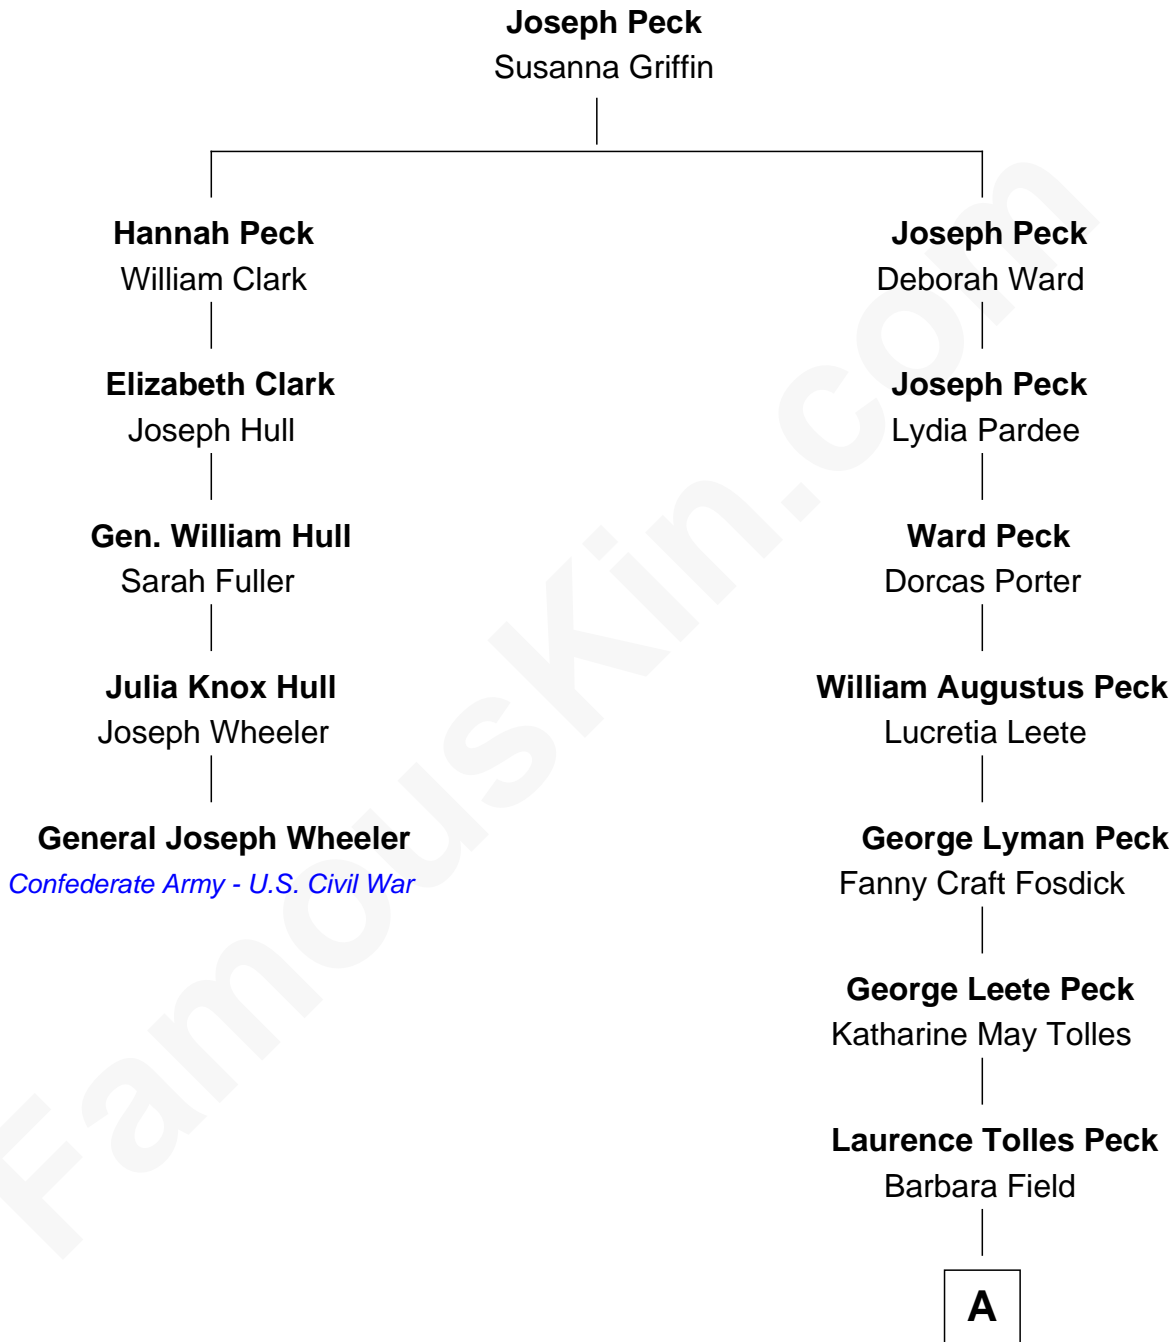 Joseph Peck
Susanna Griffin
Hannah Peck
William Clark
Joseph Peck
Deborah Ward
Elizabeth Clark
Joseph Hull
Joseph Peck
Lydia Pardee
Gen. William Hull
Sarah Fuller
Ward Peck
Dorcas Porter
Julia Knox Hull
Joseph Wheeler
William Augustus Peck
Lucretia Leete
General Joseph Wheeler
Confederate Army - U.S. Civil War
George Lyman Peck
Fanny Craft Fosdick
George Leete Peck
Katharine May Tolles
Laurence Tolles Peck
Barbara Field
A
FamousKin.com